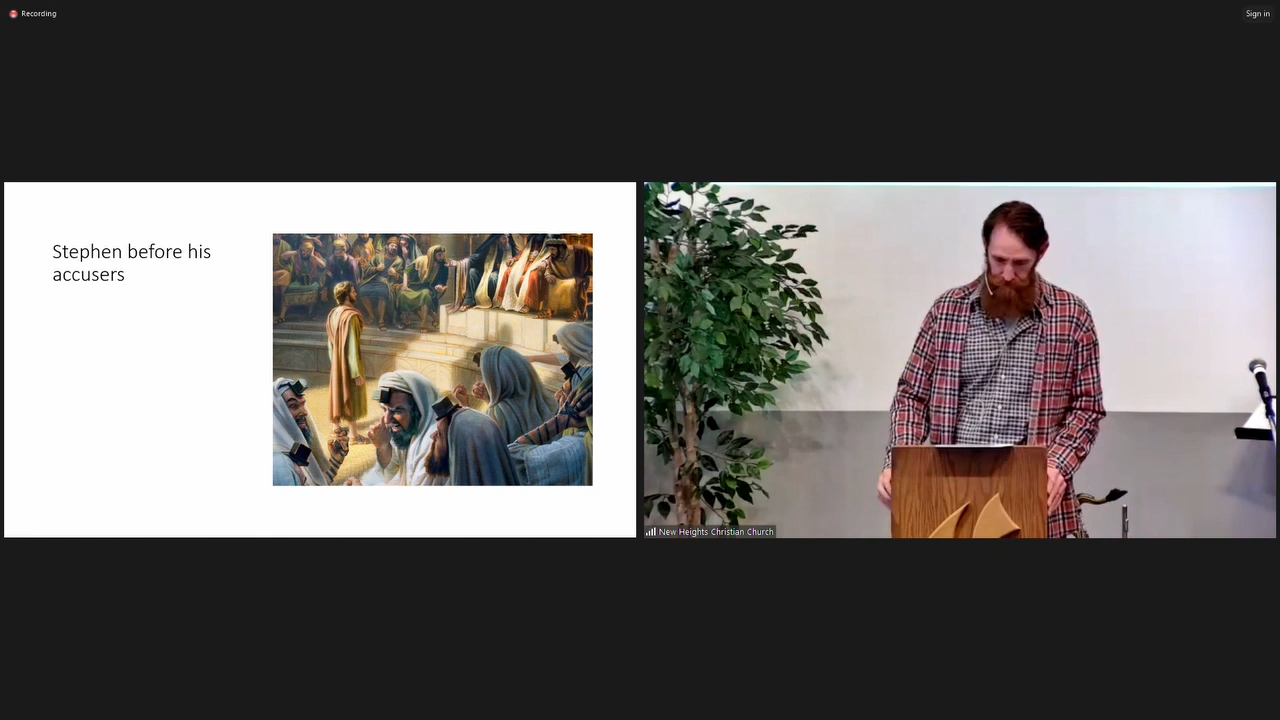 Recording
Sign in
Stephen before his
accusers
New Heights Christian Church